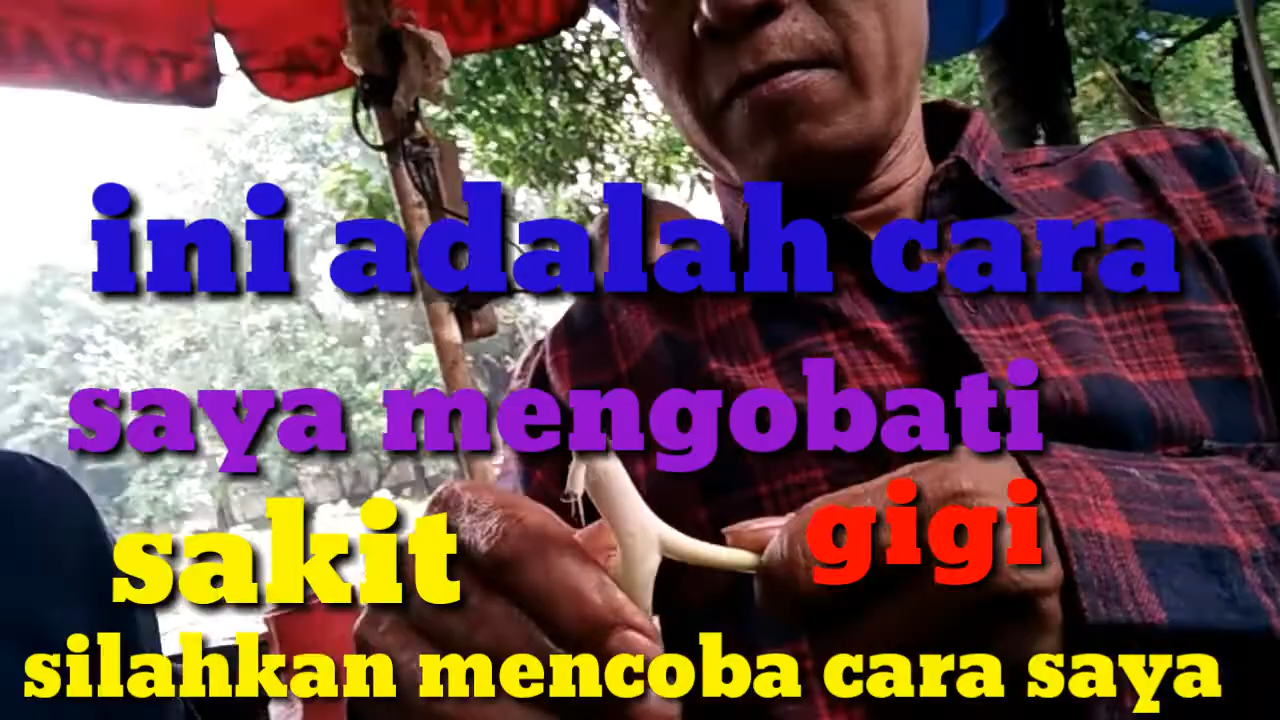 ini adalah cara
saya mengobati
sakit gigi
silahkan mencoba cara saya